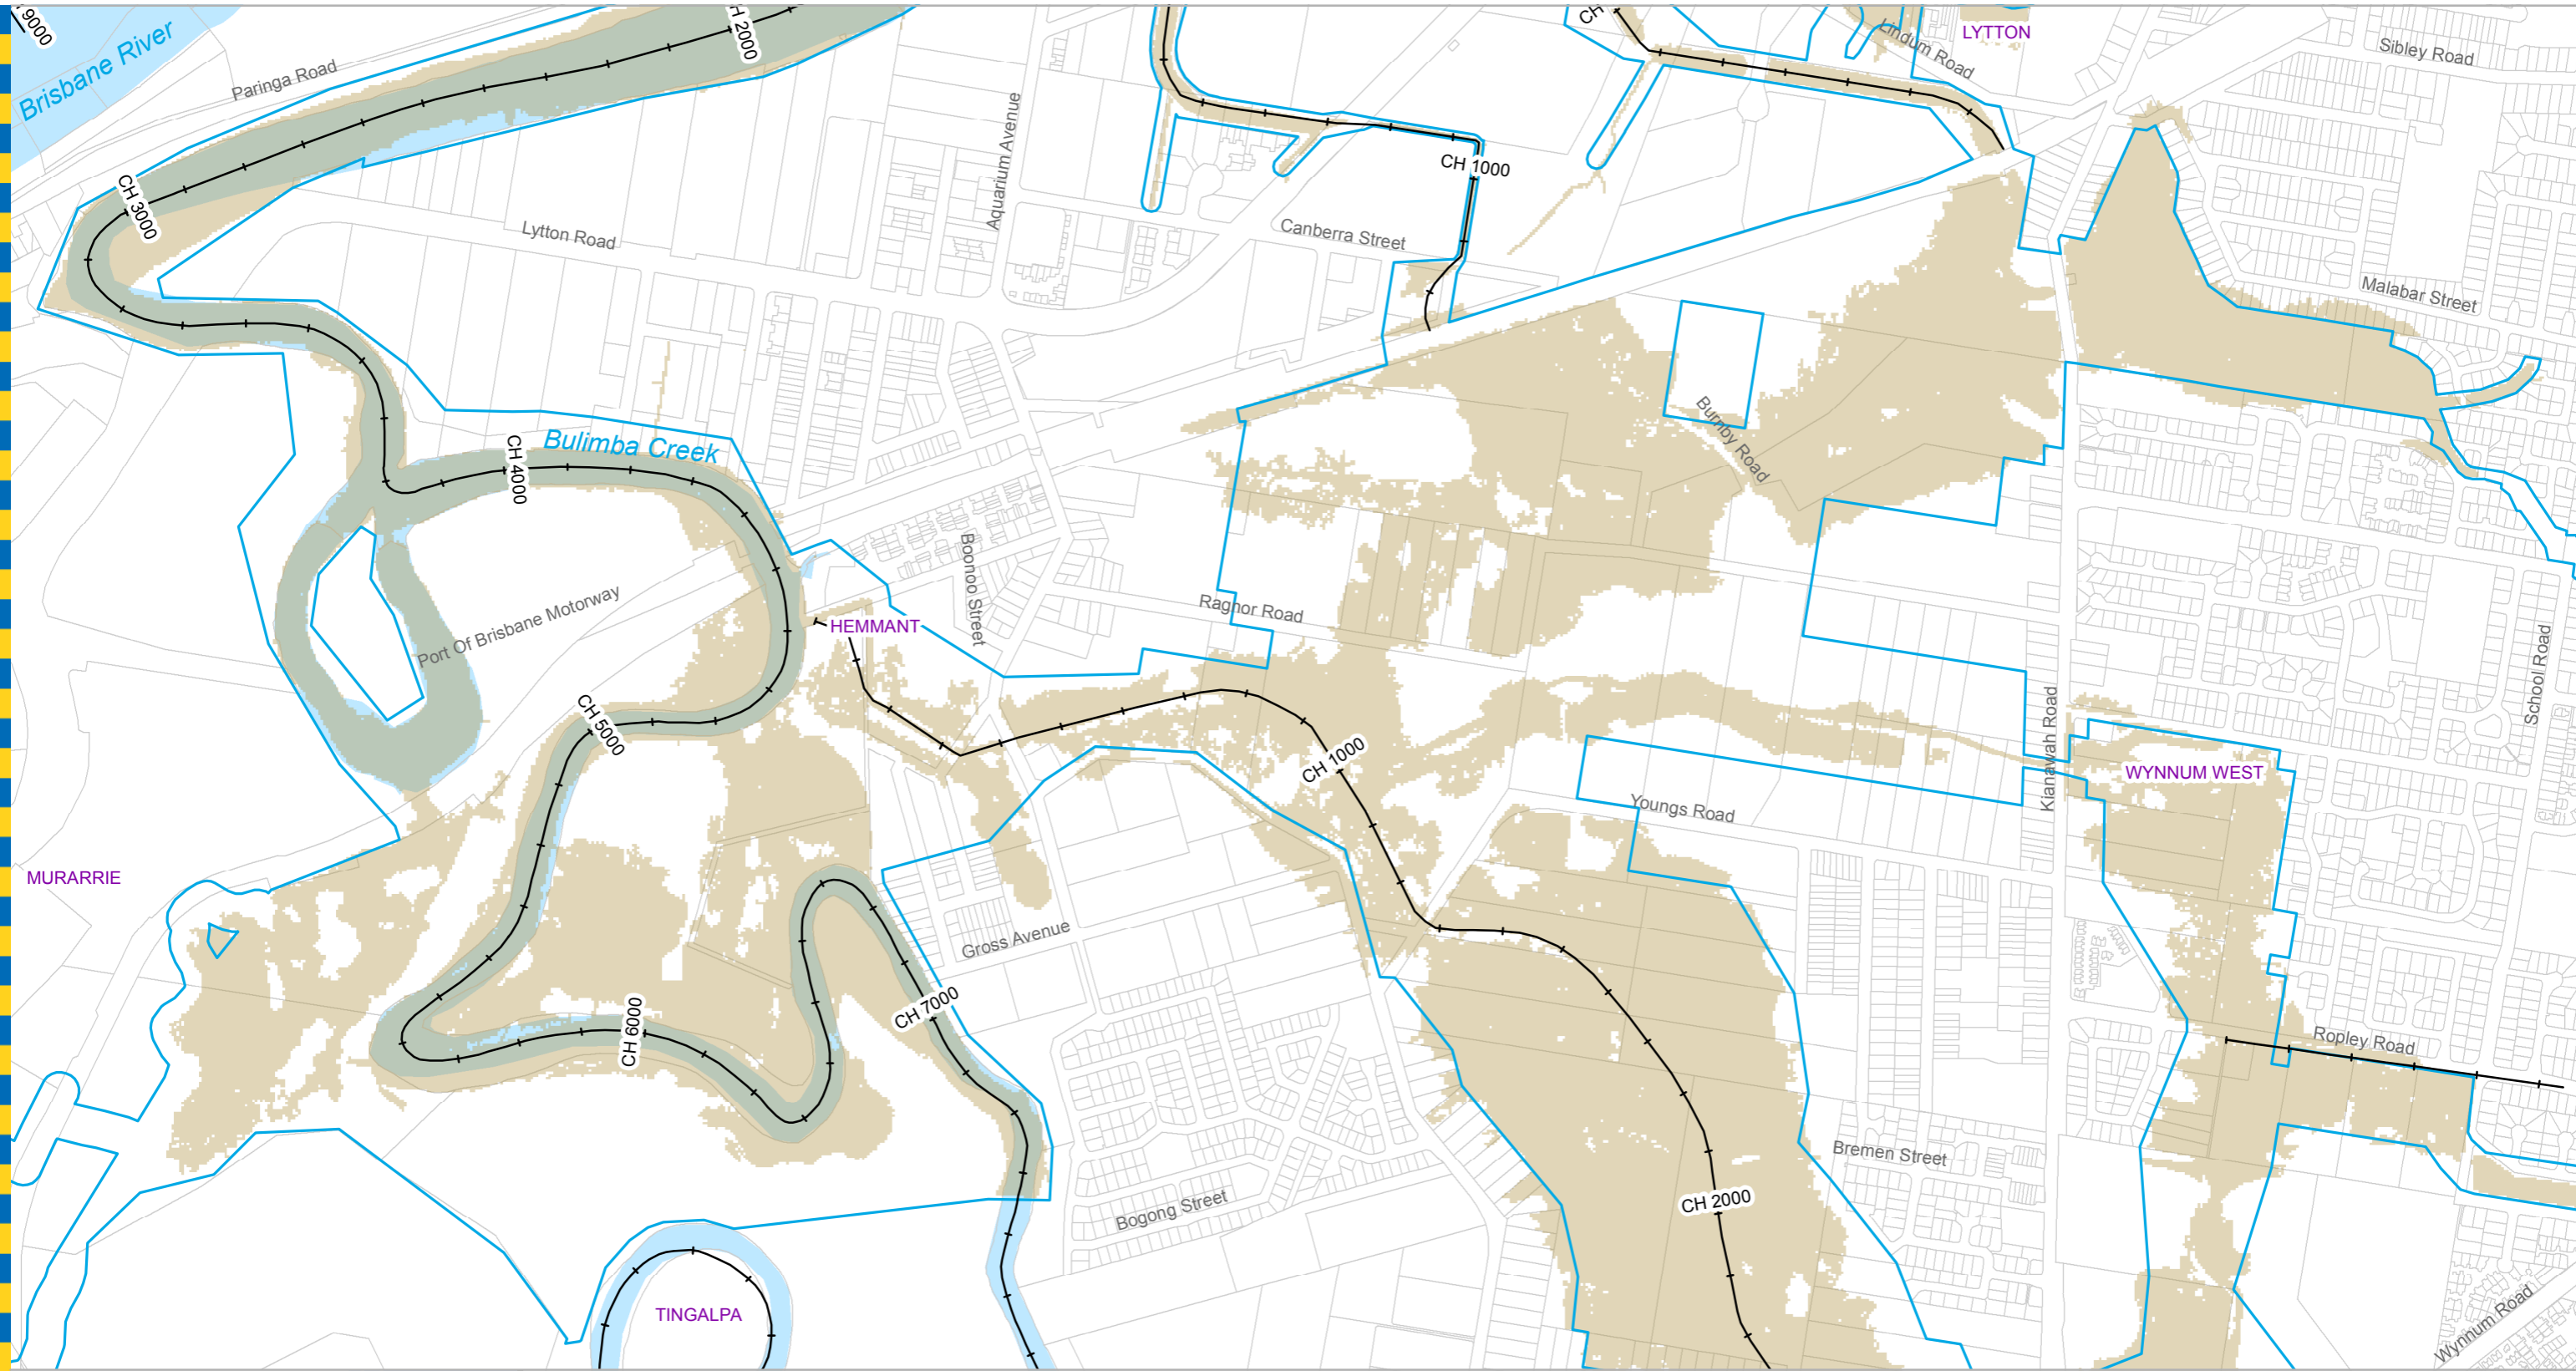 9000
CH 2000
CH
Lindum Road
LYTTON
Sibley Road
Brisbane River
Paringa Road
Aquarium Avenue
CH 1000
CH 3000
Lytton Road
Canberra Street
Malabar Street
Burnby Road
Bulimba Creek
CH 4000
Boonoo Street
Ragnor Road
Port Of Brisbane Motorway
HEMMANT
School Road
Kianawah Road
CH 5000
CH 1000
WYNNUM WEST
Youngs Road
MURARRIE
Gross Avenue
CH 7000
CH 6000
Ropley Road
Bremen Street
Bogong Street
CH 2000
TINGALPA
Wynnum Road